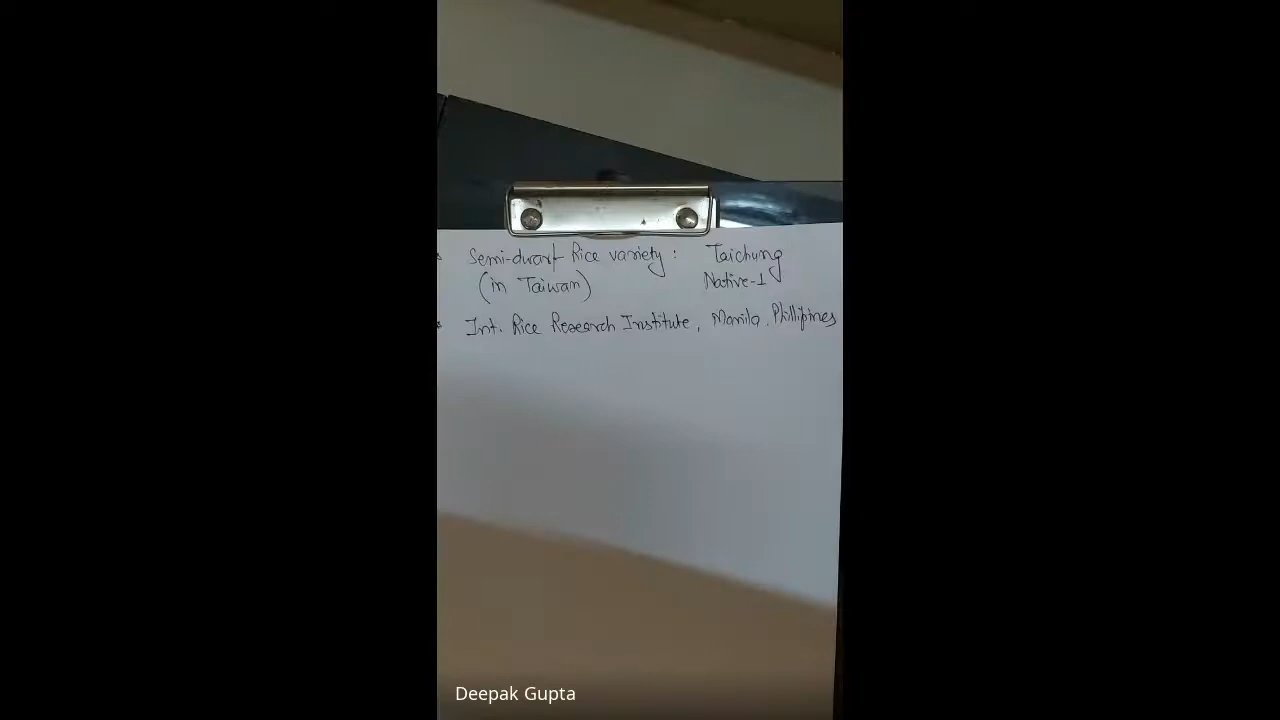 Semi-dwarf Rice variety : Taichung
(in Taiwan) Native-1
Int. Rice Research Institute, Manila, Phillipines
Deepak Gupta